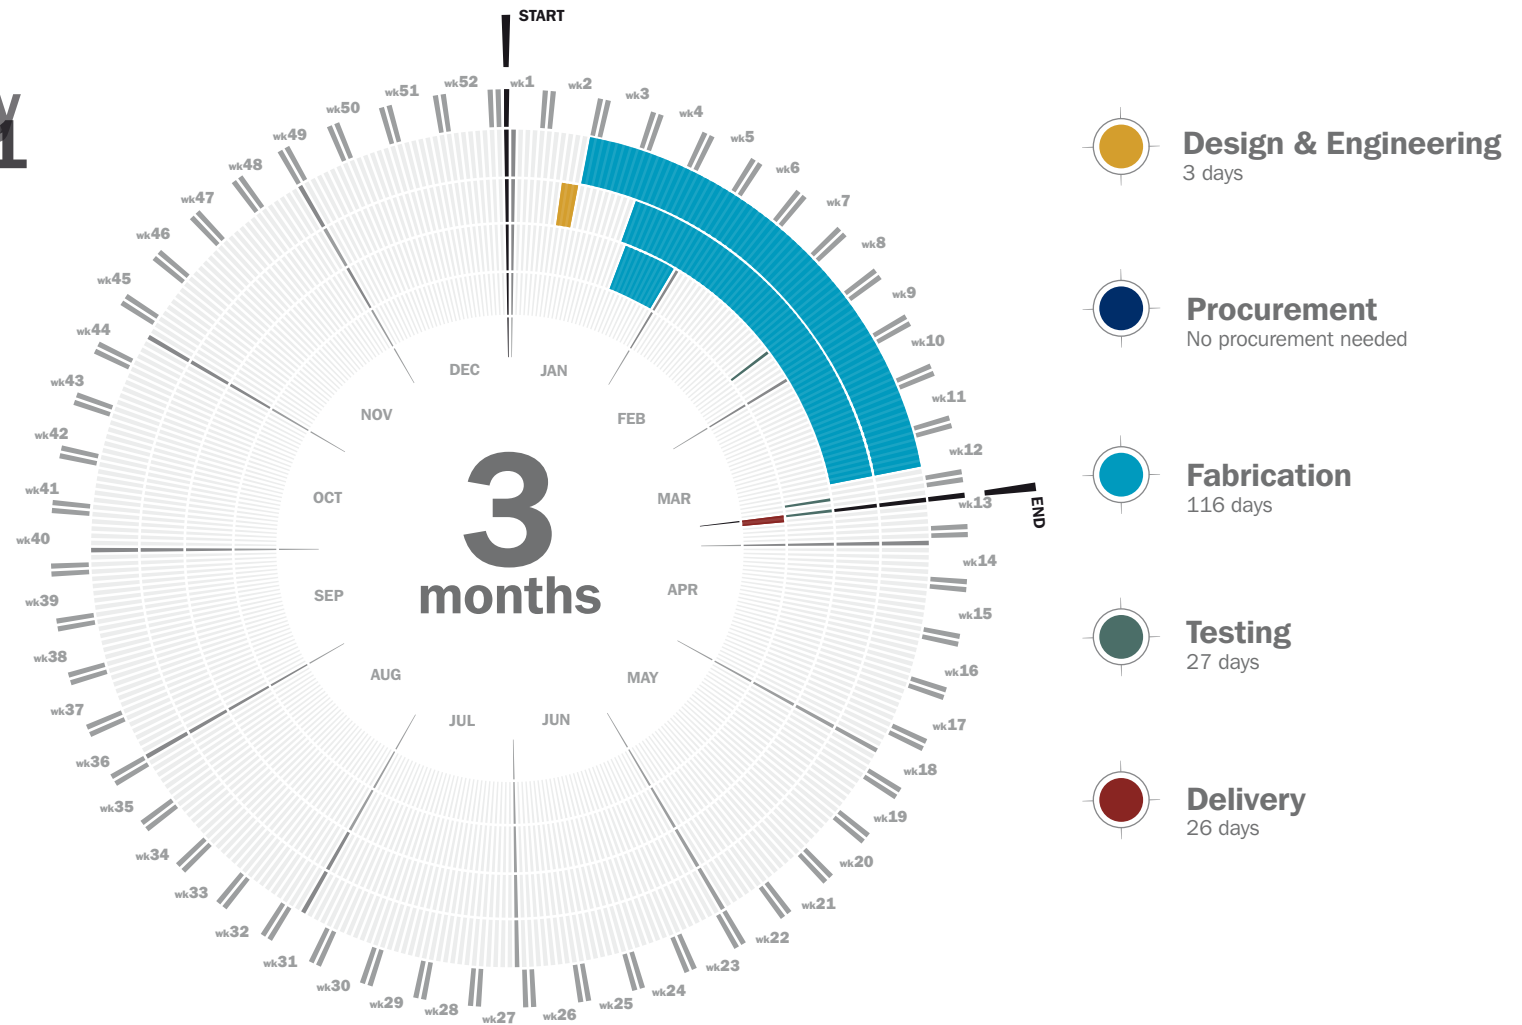 START
wk1
wk2
wk3
wk4
wk5
wk6
wk7
wk8
wk9
wk10
wk11
wk12
wk13
END
wk14
wk15
wk16
wk17
wk18
wk19
wk20
wk21
wk22
wk23
wk24
wk25
wk26
wk27
wk28
wk29
wk30
wk31
wk32
wk33
wk34
wk35
wk36
wk37
wk38
wk39
wk40
wk41
wk42
wk43
wk44
wk45
wk46
wk47
wk48
wk49
wk50
wk51
wk52
JAN
FEB
MAR
APR
MAY
JUN
JUL
AUG
SEP
OCT
NOV
DEC
3
months
Design & Engineering
3 days
Procurement
No procurement needed
Fabrication
116 days
Testing
27 days
Delivery
26 days